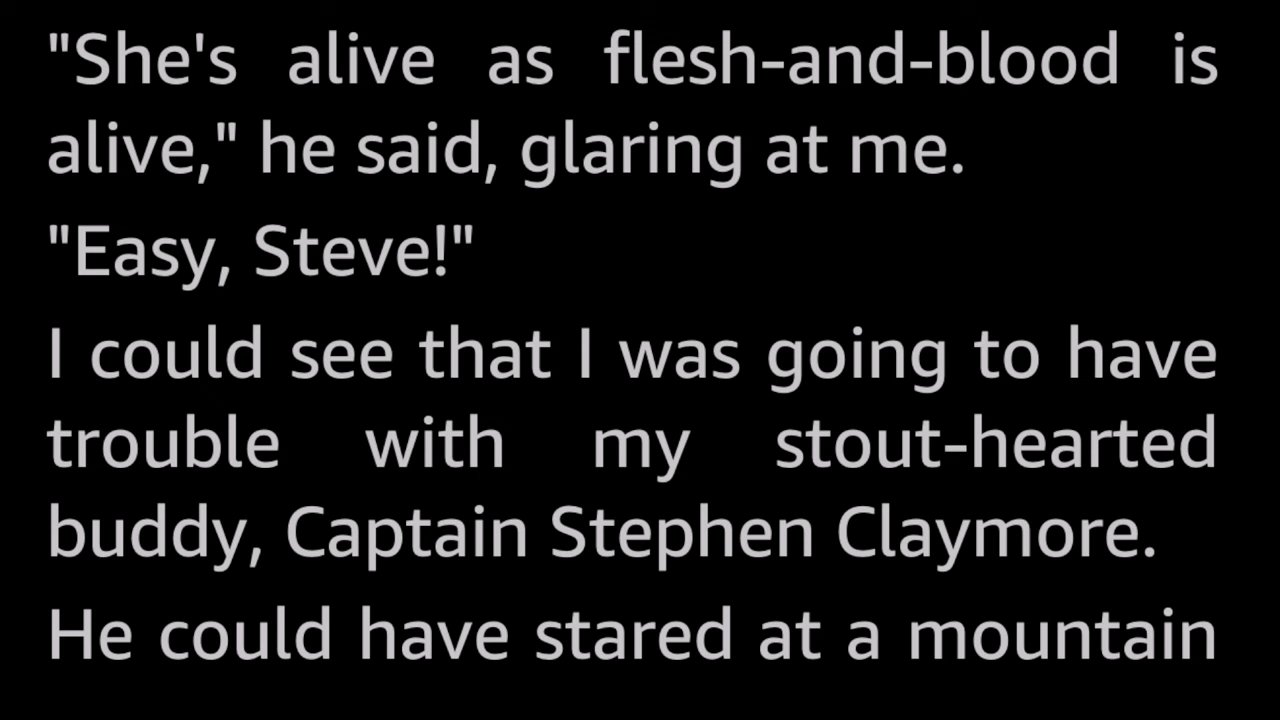 "She's alive as flesh-and-blood is
alive," he said, glaring at me.
"Easy, Steve!"
I could see that I was going to have
trouble with my stout-hearted
buddy, Captain Stephen Claymore.
He could have stared at a mountain